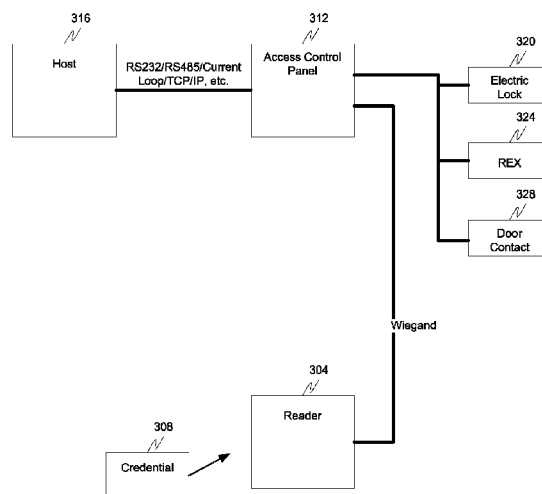 316
Host
RS232/RS485/Current
Loop/TCP/IP, etc.
312
Access Control
Panel
320
Electric
Lock
324
REX
328
Door
Contact
Wiegand
304
Reader
308
Credential